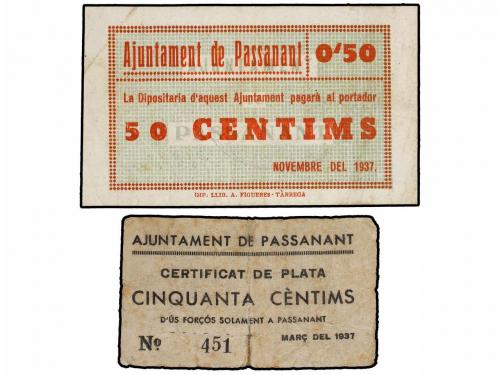 Ajuntament de Passanant 0'50
La Dipositaria d'aquest Ajuntament pagarà al portador
50 CENTIMS
NOVEMBRE DEL 1937.
IMP. LLIB. A. FIGUERES - TÀRREGA
AJUNTAMENT DE PASSANANT
CERTIFICAT DE PLATA
CINQUANTA CÈNTIMS
D'ÚS FORÇÓS SOLAMENT A PASSANANT
Nº 451 MARÇ DEL 1937